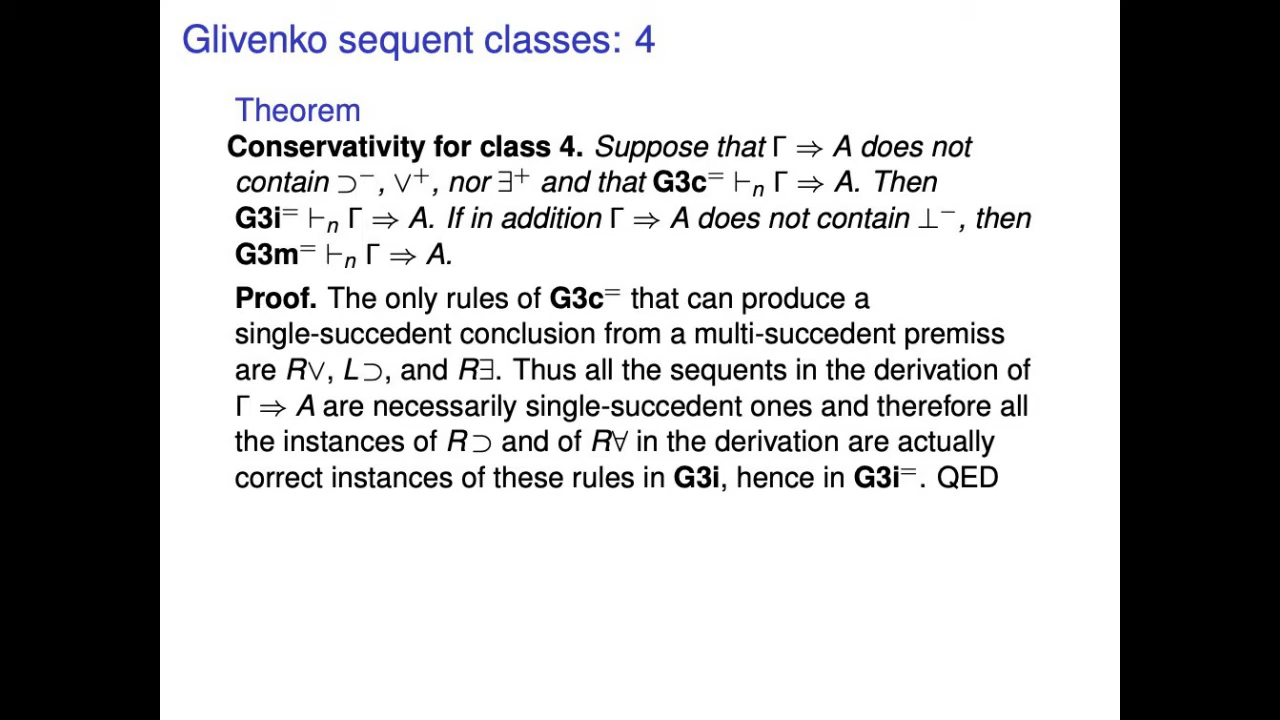 Glivenko sequent classes: 4
Theorem
Conservativity for class 4. Suppose that Γ ⇒ A does not
contain ⊃⁻, ∨⁺, nor ∃⁺ and that G3c⁼ ⊢ₙ Γ ⇒ A. Then
G3i⁼ ⊢ₙ Γ ⇒ A. If in addition Γ ⇒ A does not contain ⊥⁻, then
G3m⁼ ⊢ₙ Γ ⇒ A.
Proof. The only rules of G3c⁼ that can produce a
single-succedent conclusion from a multi-succedent premiss
are R∨, L⊃, and R∃. Thus all the sequents in the derivation of
Γ ⇒ A are necessarily single-succedent ones and therefore all
the instances of R⊃ and of R∀ in the derivation are actually
correct instances of these rules in G3i, hence in G3i⁼. QED